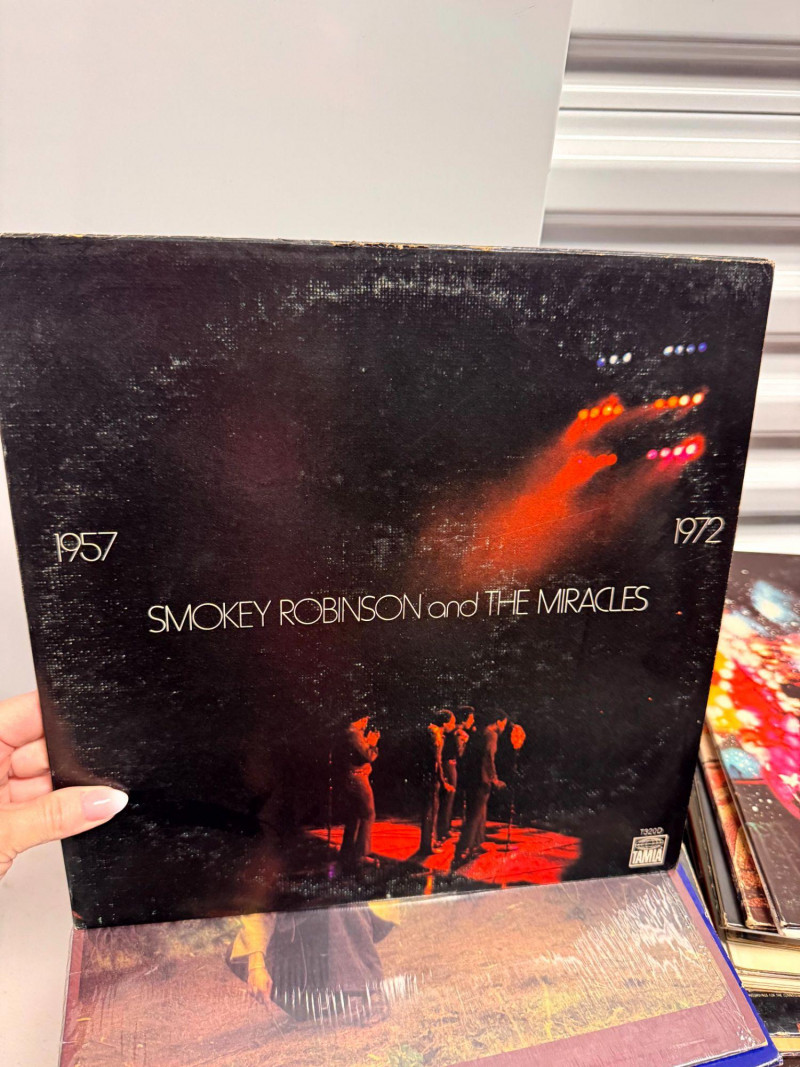 1957
1972
SMOKEY ROBINSON and THE MIRACLES
T320D
TAMLA